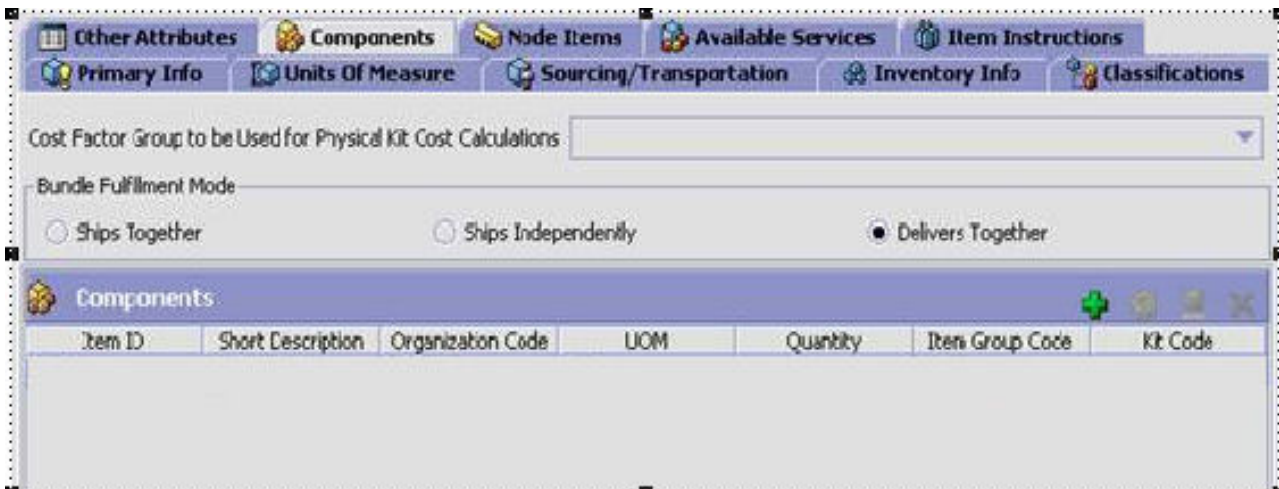 Other Attributes Components Node Items Available Services Item Instructions
Primary Info Units Of Measure Sourcing/Transportation Inventory Info Classifications
Cost Factor Group to be Used for Physical Kit Cost Calculations
Bundle Fulfillment Mode
Ships Together Ships Independently Delivers Together
Components
Item ID Short Description Organization Code UOM Quantity Item Group Code Kit Code